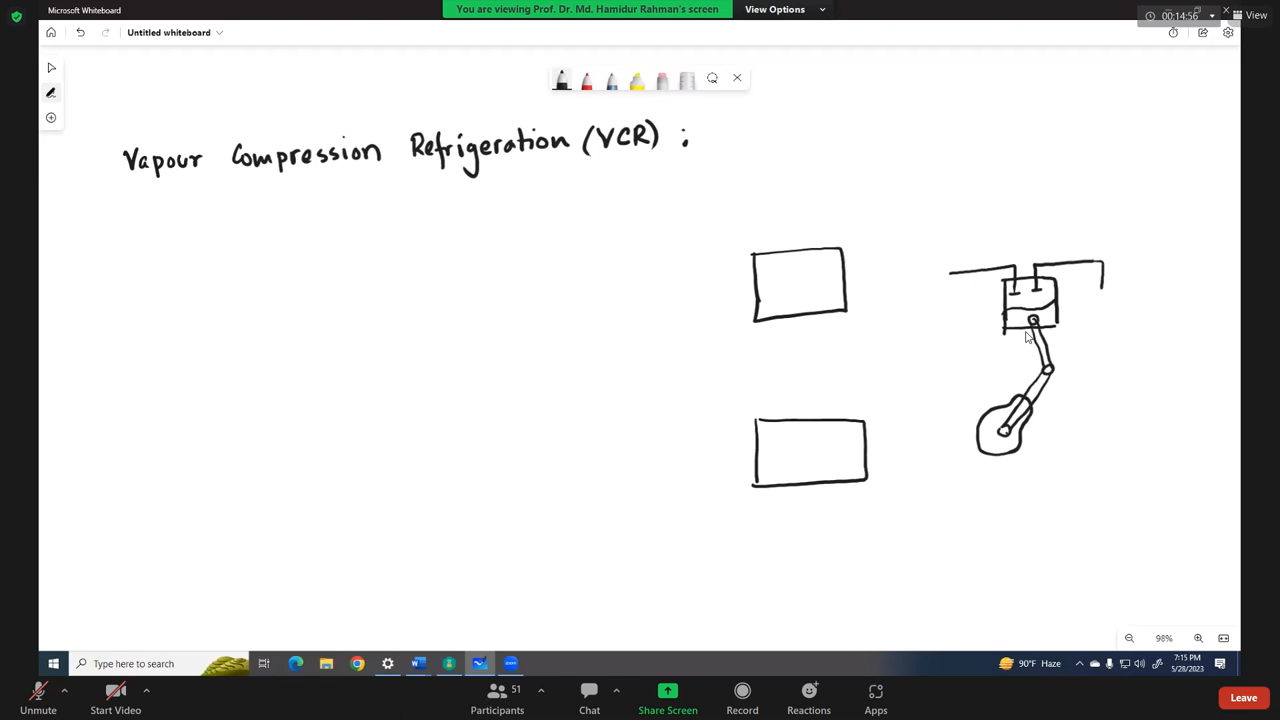 Microsoft Whiteboard
You are viewing Prof. Dr. Md. Hamidur Rahman's screen
View Options
00:14:56
View
Untitled whiteboard
Vapour Compression Refrigeration (VCR) :
98%
Type here to search
90°F Haze
7:15 PM
5/28/2023
zoom
51
Unmute
Start Video
Participants
Chat
Share Screen
Record
Reactions
Apps
Leave